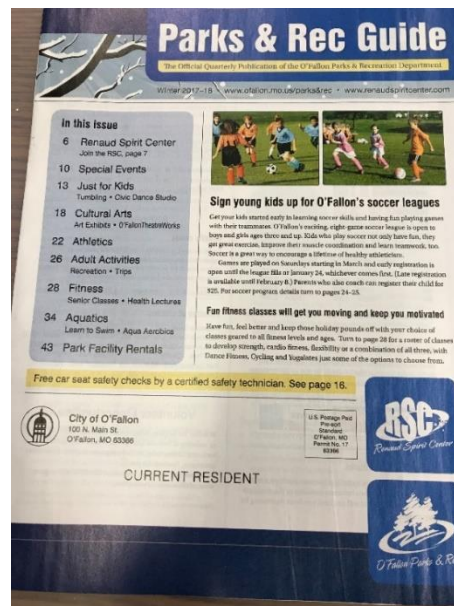 Parks & Rec Guide
The Official Quarterly Publication of the O'Fallon Parks & Recreation Department
Winter 2017-18 • www.ofallon.mo.us/parks&rec • www.renaudspiritcenter.com
in this issue
6 Renaud Spirit Center
Join the RSC, page 7
10 Special Events
13 Just for Kids
Tumbling • Civic Dance Studio
18 Cultural Arts
Art Exhibits • O'FallonTheatreWorks
22 Athletics
26 Adult Activities
Recreation • Trips
28 Fitness
Senior Classes • Health Lectures
34 Aquatics
Learn to Swim • Aqua Aerobics
43 Park Facility Rentals
Sign young kids up for O'Fallon's soccer leagues
Get your kids started early in learning soccer skills and having fun playing games
with their teammates. O'Fallon's exciting, eight-game soccer league is open to
boys and girls ages three and up. Kids who play soccer not only have fun, they
get great exercise, improve their muscle coordination and learn teamwork, too.
Soccer is a great way to encourage a lifetime of healthy athleticism.
Games are played on Saturdays starting in March and early registration is
open until the league fills or January 24, whichever comes first. (Late registration
is available until February 8.) Parents who also coach can register their child for
$25. For soccer program details turn to pages 24-25.
Fun fitness classes will get you moving and keep you motivated
Have fun, feel better and keep those holiday pounds off with your choice of
classes geared to all fitness levels and ages. Turn to page 28 for a roster of classes
to develop strength, cardio fitness, flexibility or a combination of all three, with
Dance Fitness, Cycling and Yogalates just some of the options to choose from.
Free car seat safety checks by a certified safety technician. See page 16.
City of O'Fallon
100 N. Main St.
O'Fallon, MO 63366
U.S. Postage Paid
Pre-sort
Standard
O'Fallon, MO
Permit No. 17
63366
CURRENT RESIDENT
RSC
Renaud Spirit Center
O'Fallon Parks & R